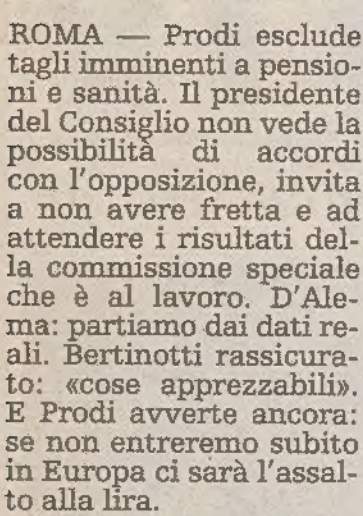 ROMA — Prodi esclude
tagli imminenti a pensio-
ni e sanità. Il presidente
del Consiglio non vede la
possibilità di accordi
con l'opposizione, invita
a non avere fretta e ad
attendere i risultati del-
la commissione speciale
che è al lavoro. D'Ale-
ma: partiamo dai dati re-
ali. Bertinotti rassicura-
to: «cose apprezzabili».
E Prodi avverte ancora:
se non entreremo subito
in Europa ci sarà l'assal-
to alla lira.